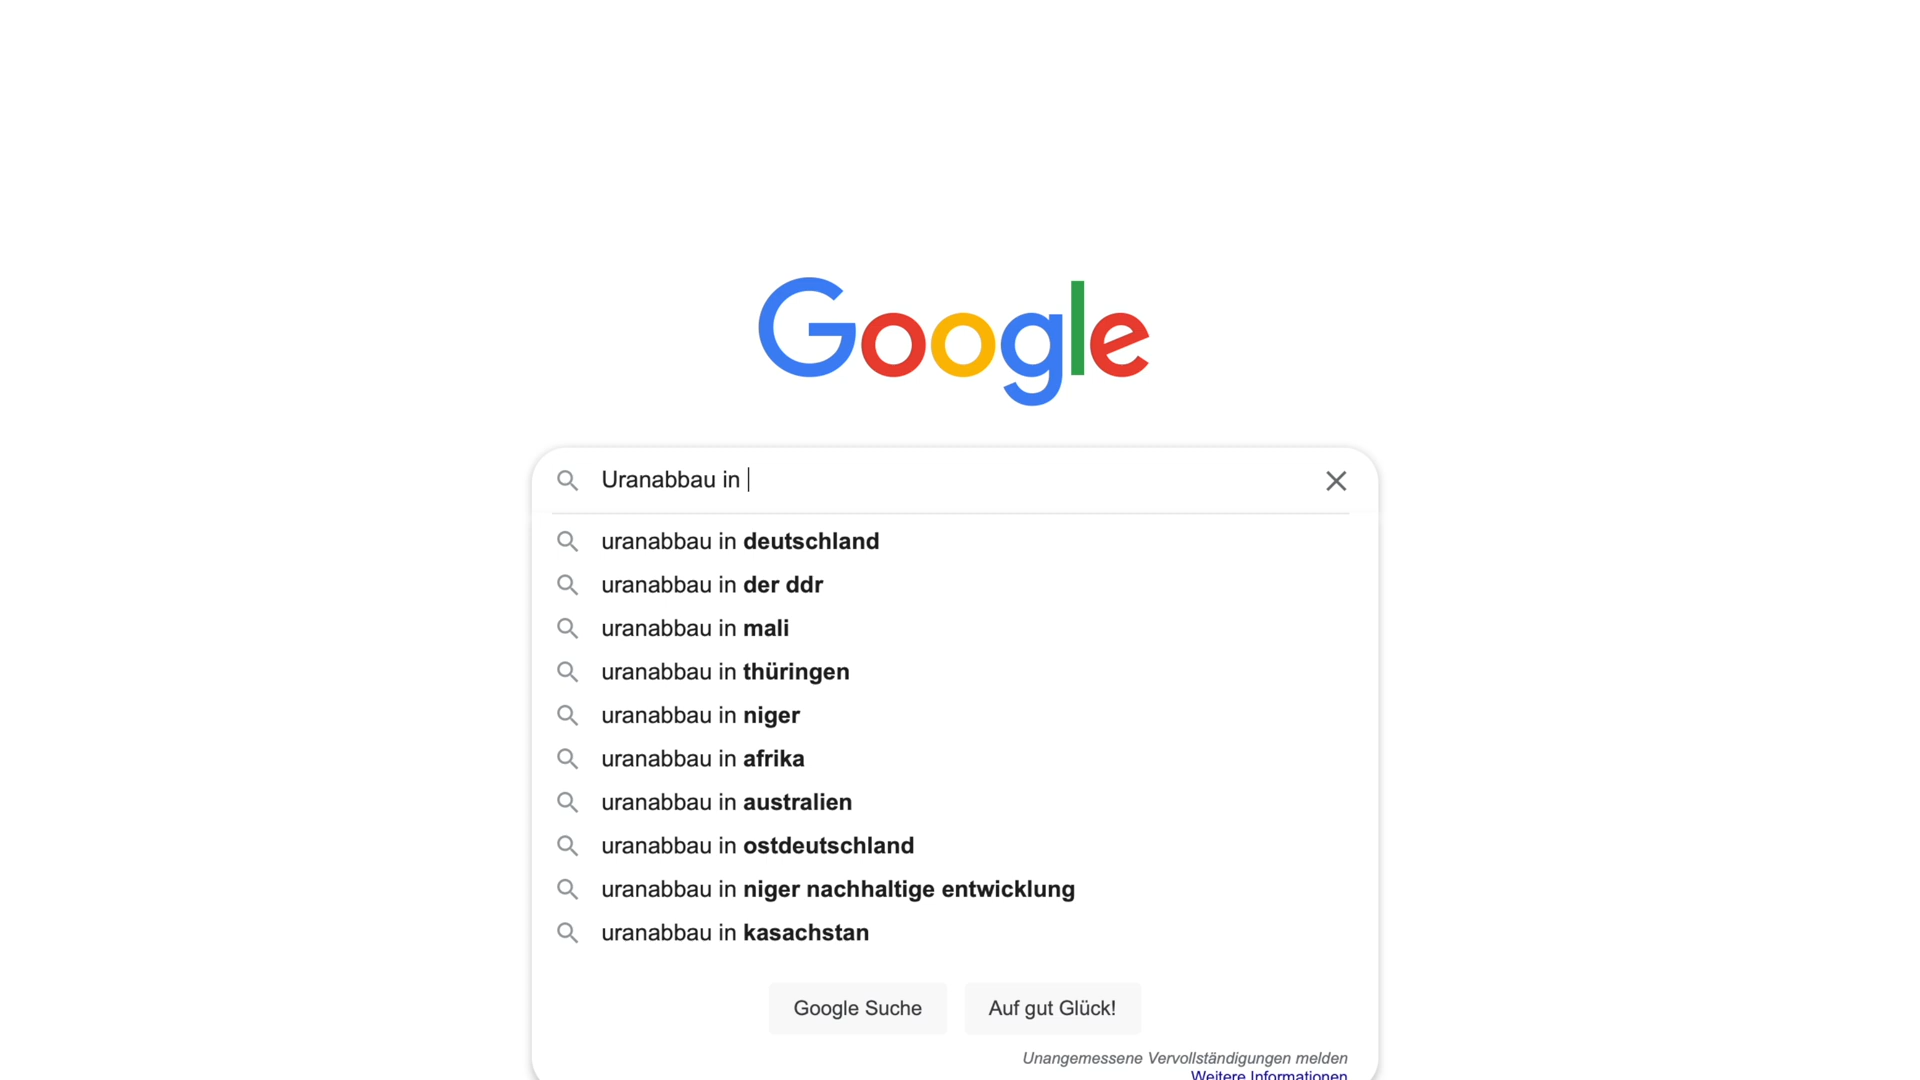 Google
Uranabbau in
uranabbau in deutschland
uranabbau in der ddr
uranabbau in mali
uranabbau in thüringen
uranabbau in niger
uranabbau in afrika
uranabbau in australien
uranabbau in ostdeutschland
uranabbau in niger nachhaltige entwicklung
uranabbau in kasachstan
Google Suche Auf gut Glück!
Unangemessene Vervollständigungen melden
Weitere Informationen